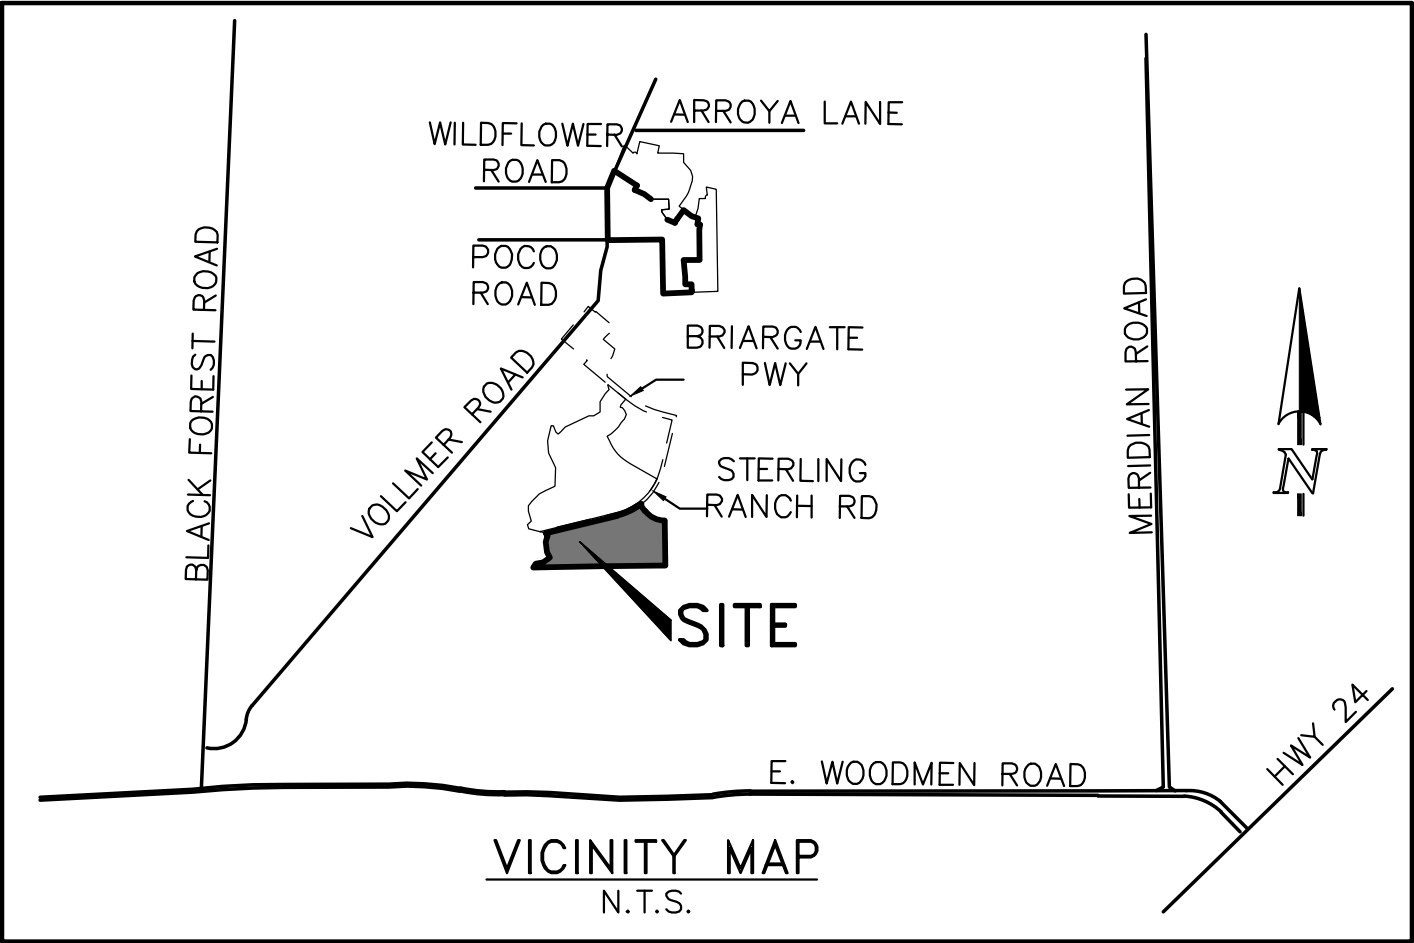 ARROYA LANE
WILDFLOWER
ROAD
POCO
ROAD
BLACK FOREST ROAD
VOLLMER ROAD
BRIARGATE
PWY
MERIDIAN ROAD
STERLING
RANCH RD
N
SITE
HWY 24
E. WOODMEN ROAD
VICINITY MAP
N.T.S.